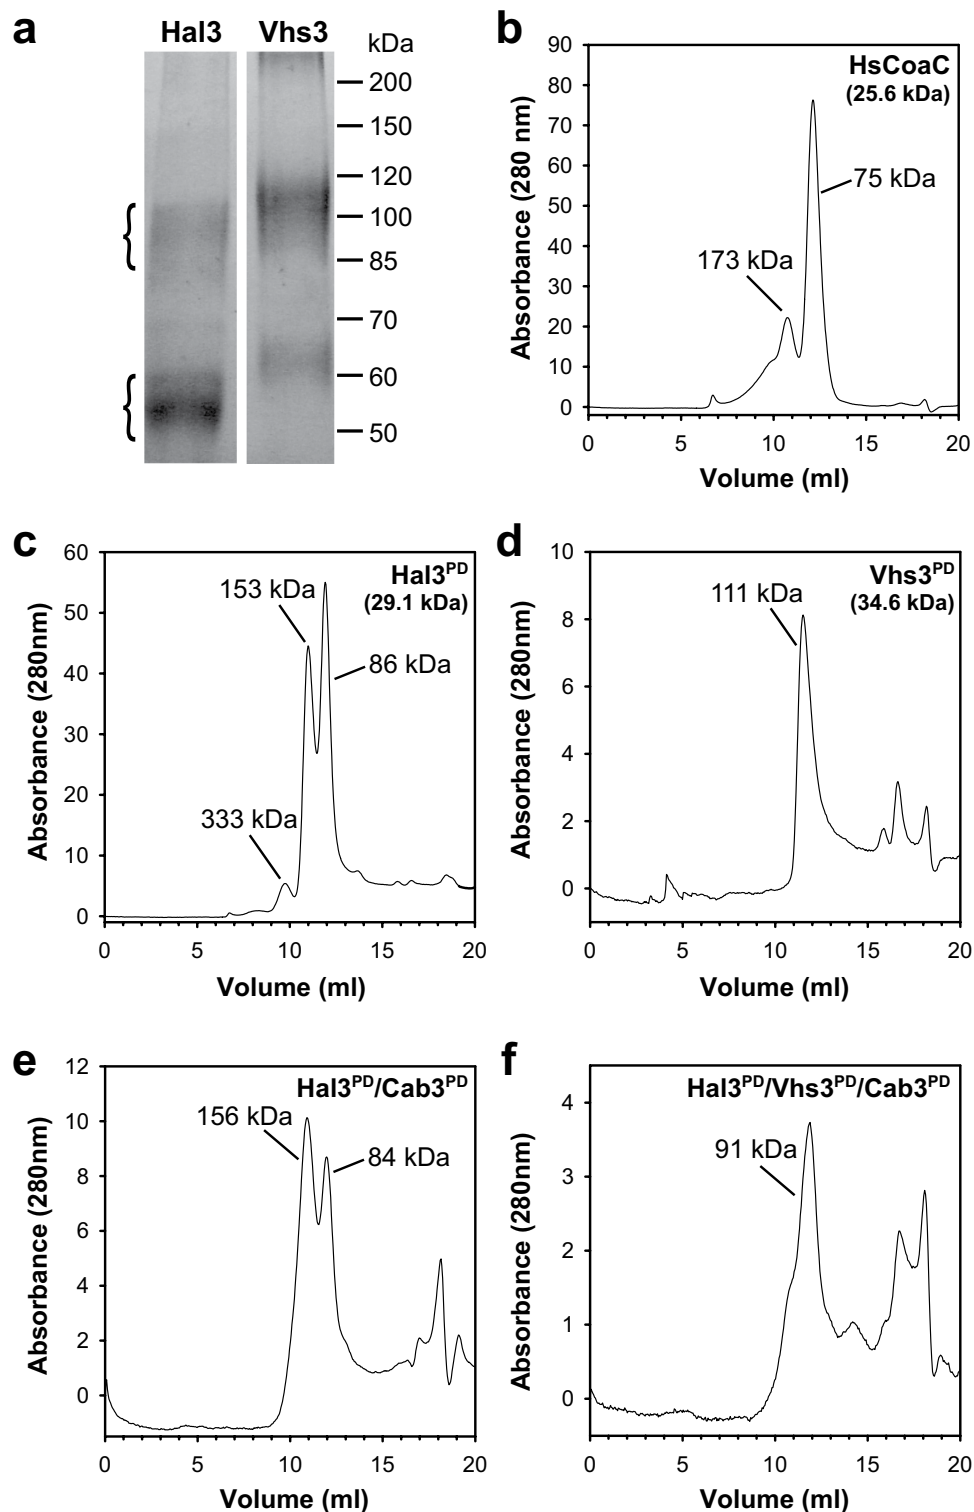 a
Hal3 Vhs3
kDa
200
150
120
100
85
70
60
50
b
HsCoaC
(25.6 kDa)
75 kDa
173 kDa
Absorbance (280 nm)
90
80
70
60
50
40
30
20
10
0
0 5 10 15 20
Volume (ml)
c
Hal3PD
(29.1 kDa)
153 kDa
86 kDa
333 kDa
Absorbance (280nm)
60
50
40
30
20
10
0
0 5 10 15 20
Volume (ml)
d
Vhs3PD
(34.6 kDa)
111 kDa
Absorbance (280nm)
10
8
6
4
2
0
0 5 10 15 20
Volume (ml)
e
Hal3PD/Cab3PD
156 kDa
84 kDa
Absorbance (280nm)
12
10
8
6
4
2
0
0 5 10 15 20
Volume (ml)
f
Hal3PD/Vhs3PD/Cab3PD
91 kDa
Absorbance (280nm)
4
3
2
1
0
0 5 10 15 20
Volume (ml)